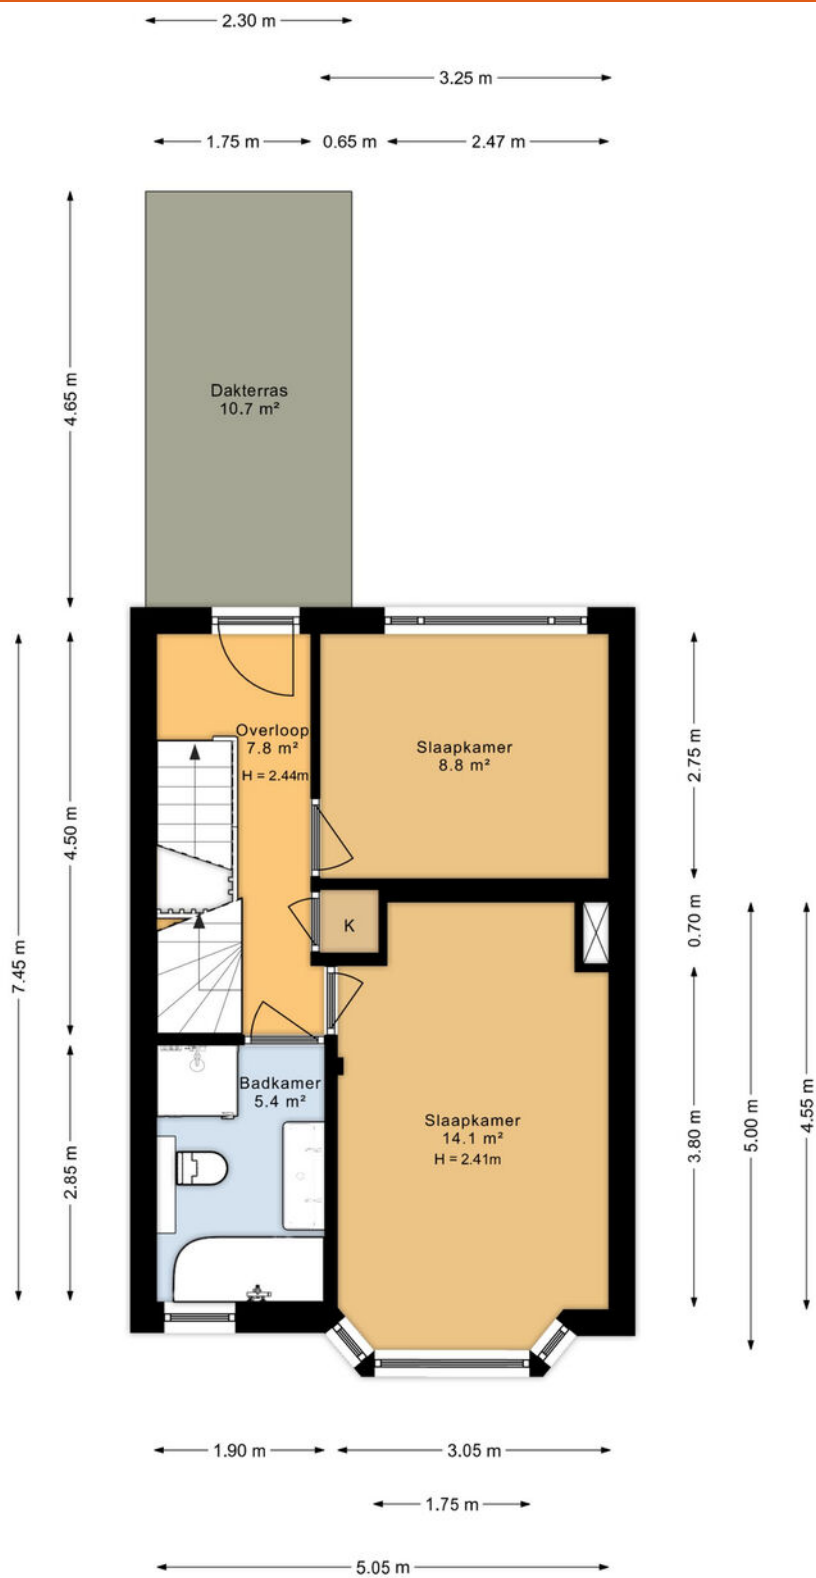 2.30 m
3.25 m
1.75 m 0.65 m 2.47 m
Dakterras
10.7 m²
4.65 m
Overloop
7.8 m²
H = 2.44m
Slaapkamer
8.8 m²
2.75 m
4.50 m
7.45 m
K
0.70 m
Badkamer
5.4 m²
Slaapkamer
14.1 m²
H = 2.41m
2.85 m
3.80 m
5.00 m
4.55 m
1.90 m 3.05 m
1.75 m
5.05 m